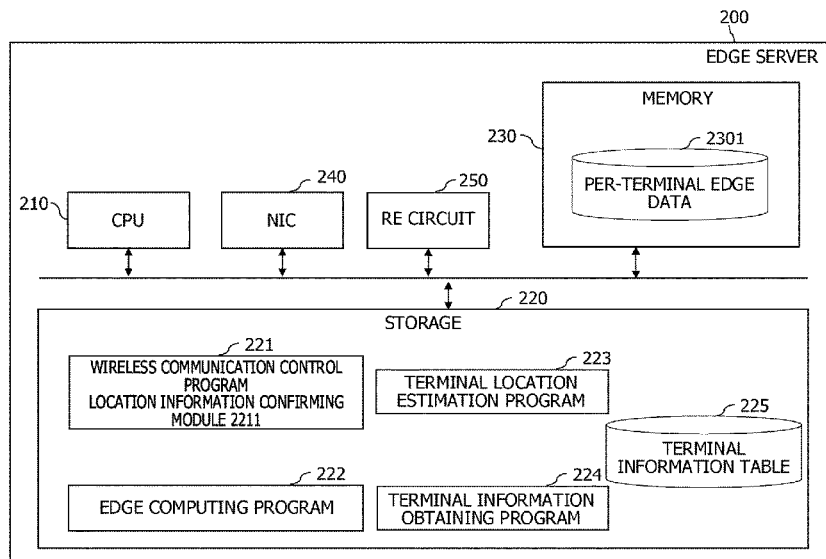 200
EDGE SERVER
MEMORY
230
2301
PER-TERMINAL EDGE
DATA
210
CPU
240
NIC
250
RE CIRCUIT
220
STORAGE
221
WIRELESS COMMUNICATION CONTROL
PROGRAM
LOCATION INFORMATION CONFIRMING
MODULE 2211
223
TERMINAL LOCATION
ESTIMATION PROGRAM
225
TERMINAL
INFORMATION TABLE
222
EDGE COMPUTING PROGRAM
224
TERMINAL INFORMATION
OBTAINING PROGRAM